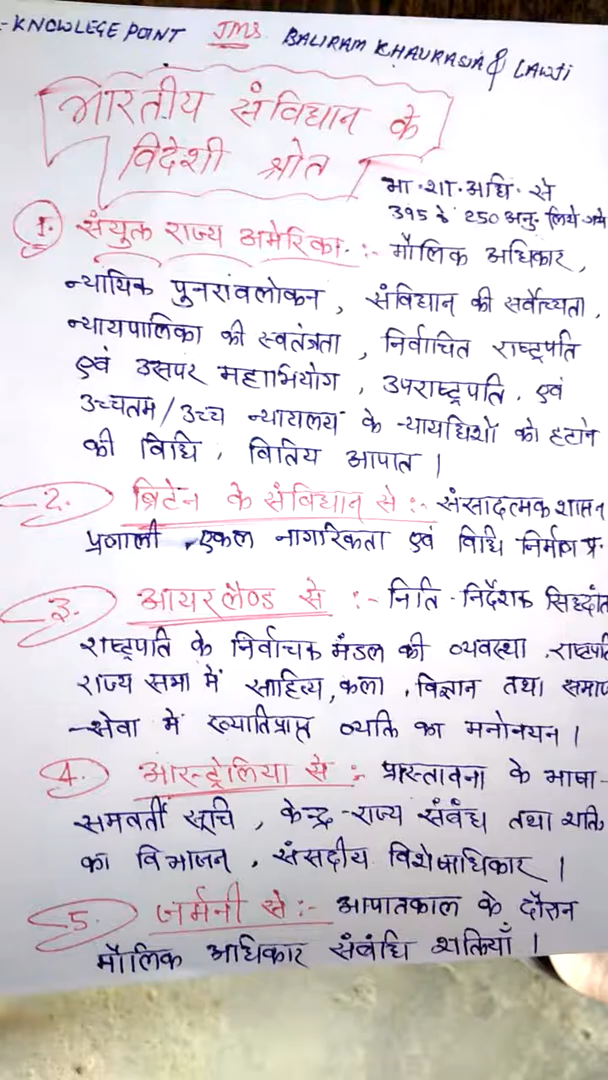 -KNOWLEGE POINT JMS BALIRAM KHAURASIA & LAWJI
भारतीय संविधान के
विदेशी श्रोत
भा.शा.अधि. से
395 में 250 अनु. लिये गये
1. संयुक्त राज्य अमेरिका :- मौलिक अधिकार,
न्यायिक पुनरावलोकन, संविधान की सर्वोच्यता,
न्यायपालिका की स्वतंत्रता, निर्वाचित राष्ट्रपति
एवं उसपर महाभियोग, उपराष्ट्रपति, एवं
उच्चतम/उच्च न्यायालय के न्यायधिशों को हटाने
की विधि, वितिय आपात।
2. ब्रिटेन के संविधान से :- संसादत्मक शासन
प्रणाली, एकल नागरिकता एवं विधि निर्माण प्र.
3. आयरलैण्ड से :- निति-निर्देशक सिद्दांत
राष्ट्रपति के निर्वाचक मंडल की व्यवस्था, राष्ट्रपति
राज्य सभा में साहित्य, कला, विज्ञान तथा समाज
-सेवा में ख्यातिप्राप्त व्यक्ति का मनोनयन।
4. आस्ट्रेलिया से :- प्रास्तावना के भाषा-
समवर्ती सूचि, केन्द्र-राज्य संबंध तथा शक्ति
का विभाजन, संसदीय विशेषाधिकार।
5. जर्मनी से :- आपातकाल के दौरान
मौलिक अधिकार संबंधि शक्तियाँ।